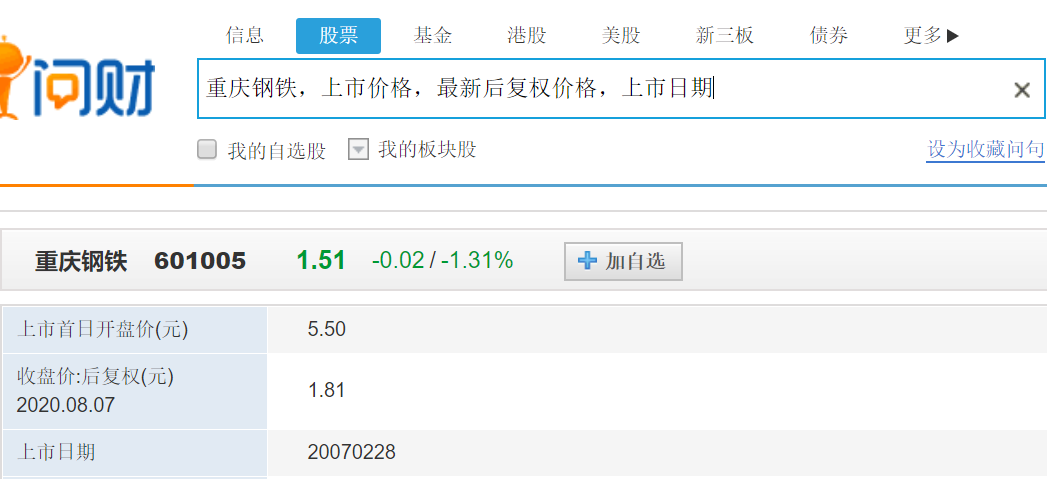 信息 股票 基金 港股 美股 新三板 债券 更多▶
问财
重庆钢铁，上市价格，最新后复权价格，上市日期
我的自选股 我的板块股 设为收藏问句
重庆钢铁 601005 1.51 -0.02 / -1.31% 加自选
上市首日开盘价(元) 5.50
收盘价:后复权(元)
2020.08.07 1.81
上市日期 20070228